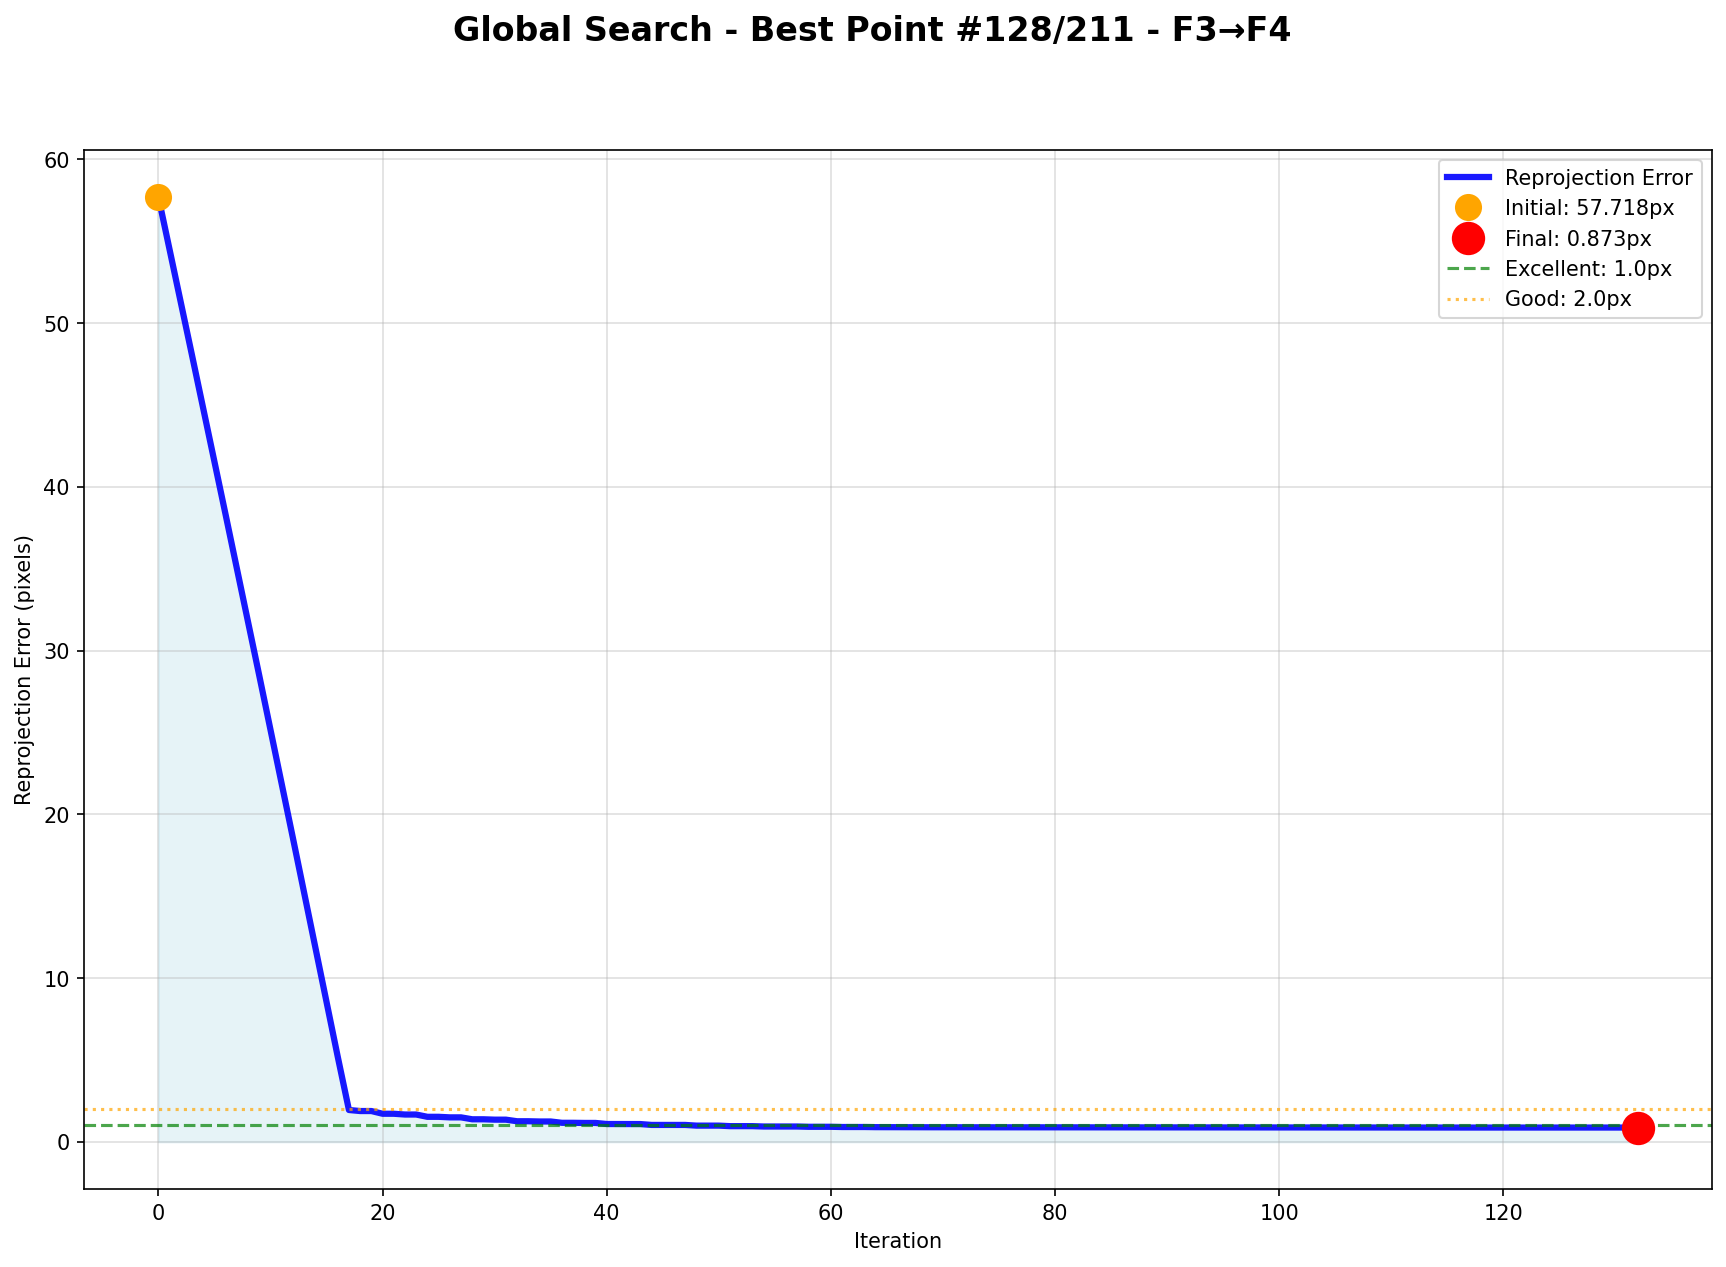 Global Search - Best Point #128/211 - F3→F4
60
50
40
30
20
10
0
Reprojection Error (pixels)
Reprojection Error
Initial: 57.718px
Final: 0.873px
Excellent: 1.0px
Good: 2.0px
0 20 40 60 80 100 120
Iteration